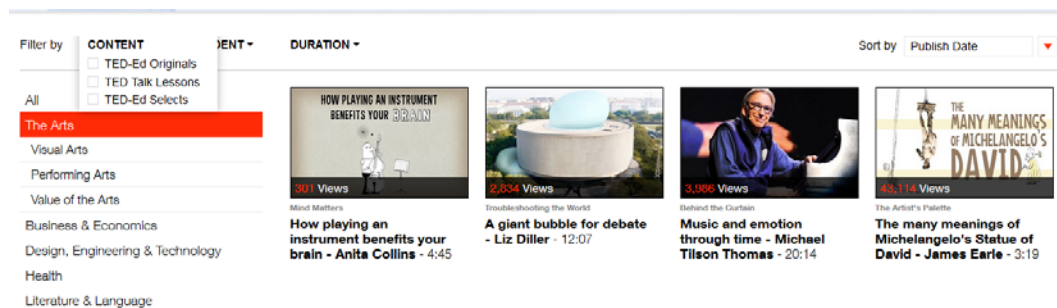 Filter by
CONTENT
DENT
DURATION
Sort by Publish Date
TED-Ed Originals
TED Talk Lessons
TED-Ed Selects
All
The Arts
Visual Arts
Performing Arts
Value of the Arts
Business & Economics
Design, Engineering & Technology
Health
Literature & Language
HOW PLAYING AN INSTRUMENT
BENEFITS YOUR BRAIN
301 Views
Mind Matters
How playing an
instrument benefits your
brain - Anita Collins - 4:45
2,834 Views
Troubleshooting the World
A giant bubble for debate
- Liz Diller - 12:07
3,986 Views
Behind the Curtain
Music and emotion
through time - Michael
Tilson Thomas - 20:14
THE
MANY MEANINGS
OF MICHELANGELO'S
DAVID
43,114 Views
The Artist's Palette
The many meanings of
Michelangelo's Statue of
David - James Earle - 3:19